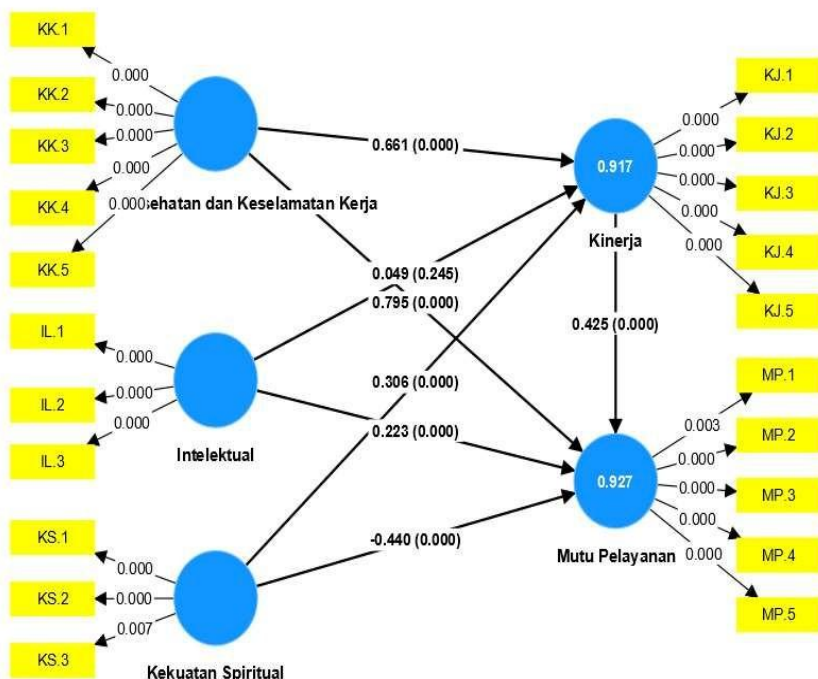 KK.1
0.000
KK.2
0.000
KK.3
0.000
KK.4
0.000
0.000
KK.5
sehatan dan Keselamatan Kerja
0.661 (0.000)
0.049 (0.245)
0.795 (0.000)
0.306 (0.000)
0.223 (0.000)
-0.440 (0.000)
0.425 (0.000)
IL.1
0.000
IL.2
0.000
0.000
IL.3
Intelektual
KS.1
0.000
KS.2
0.000
0.007
KS.3
Kekuatan Spiritual
0.917
Kinerja
KJ.1
0.000
KJ.2
0.000
0.000
KJ.3
0.000
KJ.4
0.000
KJ.5
0.927
Mutu Pelayanan
MP.1
0.003
MP.2
0.000
0.000
MP.3
0.000
MP.4
0.000
MP.5